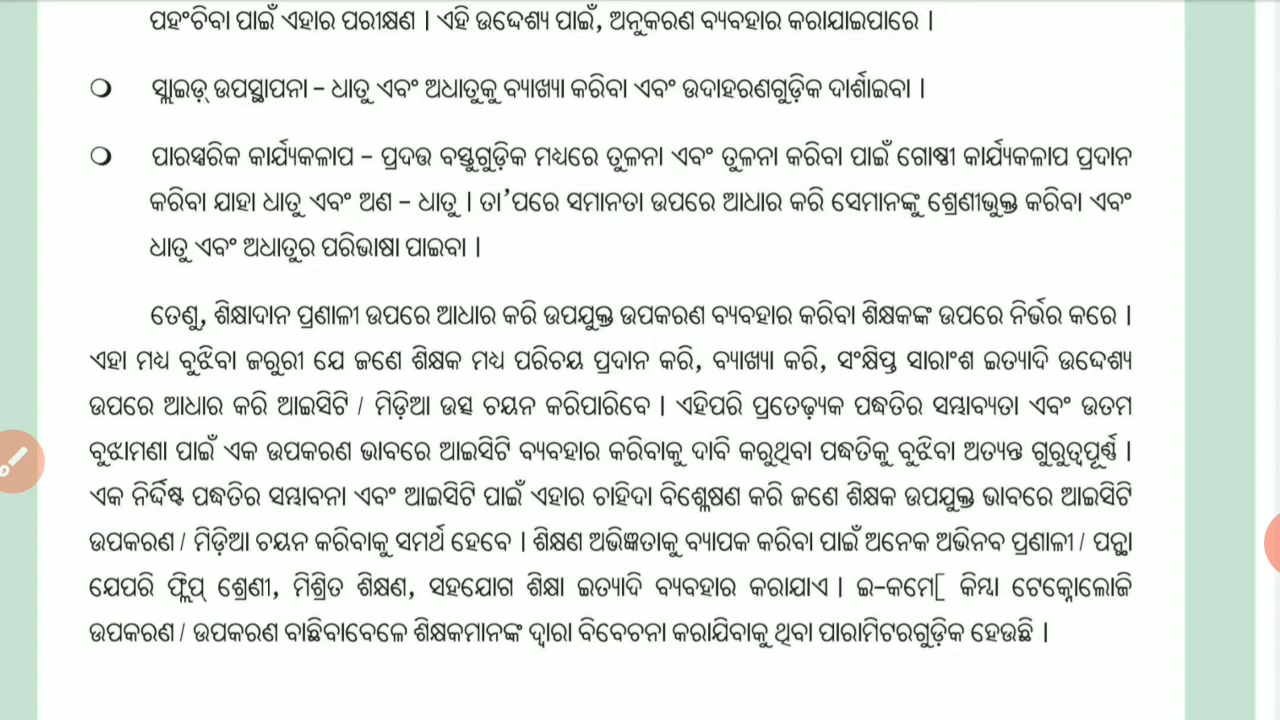 ପହଂଚିବା ପାଇଁ ଏହାର ପରୀକ୍ଷଣ । ଏହି ଉଦ୍ଦେଶ୍ୟ ପାଇଁ, ଅନୁକରଣ ବ୍ୟବହାର କରାଯାଇପାରେ ।
❍ ସ୍ଲାଇଡ୍ ଉପସ୍ଥାପନା – ଧାତୁ ଏବଂ ଅଧାତୁକୁ ବ୍ୟାଖ୍ୟା କରିବା ଏବଂ ଉଦାହରଣଗୁଡ଼ିକ ଦାର୍ଶାଇବା ।
❍ ପାରସ୍ପରିକ କାର୍ଯ୍ୟକଳାପ – ପ୍ରଦତ୍ତ ବସ୍ତୁଗୁଡ଼ିକ ମଧ୍ୟରେ ତୁଳନା ଏବଂ ତୁଳନା କରିବା ପାଇଁ ଗୋଷ୍ଠୀ କାର୍ଯ୍ୟକଳାପ ପ୍ରଦାନ
କରିବା ଯାହା ଧାତୁ ଏବଂ ଅଣ – ଧାତୁ । ତା’ପରେ ସମାନତା ଉପରେ ଆଧାର କରି ସେମାନଙ୍କୁ ଶ୍ରେଣୀଭୁକ୍ତ କରିବା ଏବଂ
ଧାତୁ ଏବଂ ଅଧାତୁର ପରିଭାଷା ପାଇବା ।
ତେଣୁ, ଶିକ୍ଷାଦାନ ପ୍ରଣାଳୀ ଉପରେ ଆଧାର କରି ଉପଯୁକ୍ତ ଉପକରଣ ବ୍ୟବହାର କରିବା ଶିକ୍ଷକଙ୍କ ଉପରେ ନିର୍ଭର କରେ ।
ଏହା ମଧ୍ୟ ବୁଝିବା ଜରୁରୀ ଯେ ଜଣେ ଶିକ୍ଷକ ମଧ୍ୟ ପରିଚୟ ପ୍ରଦାନ କରି, ବ୍ୟାଖ୍ୟା କରି, ସଂକ୍ଷିପ୍ତ ସାରାଂଶ ଇତ୍ୟାଦି ଉଦ୍ଦେଶ୍ୟ
ଉପରେ ଆଧାର କରି ଆଇସିଟି / ମିଡ଼ିଆ ଉତ୍ସ ଚୟନ କରିପାରିବେ । ଏହିପରି ପ୍ରତେଢ଼୍ୟକ ପଦ୍ଧତିର ସମ୍ଭାବ୍ୟତା ଏବଂ ଉତମ
ବୁଝାମଣା ପାଇଁ ଏକ ଉପକରଣ ଭାବରେ ଆଇସିଟି ବ୍ୟବହାର କରିବାକୁ ଦାବି କରୁଥିବା ପଦ୍ଧତିକୁ ବୁଝିବା ଅତ୍ୟନ୍ତ ଗୁରୁତ୍ୱପୂର୍ଣ୍ଣ ।
ଏକ ନିର୍ଦ୍ଦିଷ୍ଟ ପଦ୍ଧତିର ସମ୍ଭାବନା ଏବଂ ଆଇସିଟି ପାଇଁ ଏହାର ଚାହିଦା ବିଶ୍ଳେଷଣ କରି ଜଣେ ଶିକ୍ଷକ ଉପଯୁକ୍ତ ଭାବରେ ଆଇସିଟି
ଉପକରଣ / ମିଡ଼ିଆ ଚୟନ କରିବାକୁ ସମର୍ଥ ହେବେ । ଶିକ୍ଷଣ ଅଭିଜ୍ଞତାକୁ ବ୍ୟାପକ କରିବା ପାଇଁ ଅନେକ ଅଭିନବ ପ୍ରଣାଳୀ / ପନ୍ଥା
ଯେପରି ଫ୍ଲିପ୍ ଶ୍ରେଣୀ, ମିଶ୍ରିତ ଶିକ୍ଷଣ, ସହଯୋଗ ଶିକ୍ଷା ଇତ୍ୟାଦି ବ୍ୟବହାର କରାଯାଏ । ଇ-କମେ[ କିମ୍ବା ଟେକ୍ନୋଲୋଜି
ଉପକରଣ / ଉପକରଣ ବାଛିବାବେଳେ ଶିକ୍ଷକମାନଙ୍କ ଦ୍ୱାରା ବିବେଚନା କରାଯିବାକୁ ଥିବା ପାରାମିଟରଗୁଡ଼ିକ ହେଉଛି ।